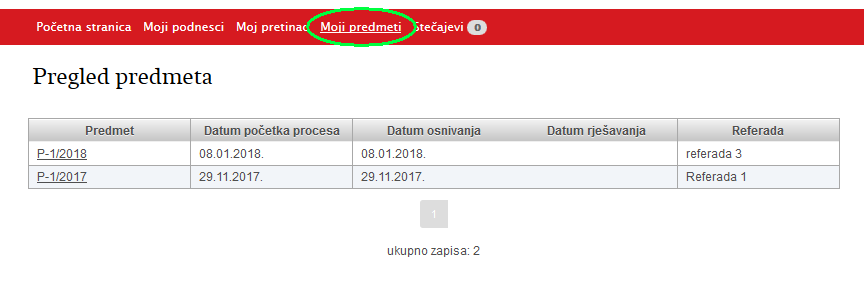 Početna stranica Moji podnesci Moj pretinac Moji predmeti Stečajevi 0
Pregled predmeta
Predmet Datum početka procesa Datum osnivanja Datum rješavanja Referada
P-1/2018 08.01.2018. 08.01.2018. referada 3
P-1/2017 29.11.2017. 29.11.2017. Referada 1
1
ukupno zapisa: 2